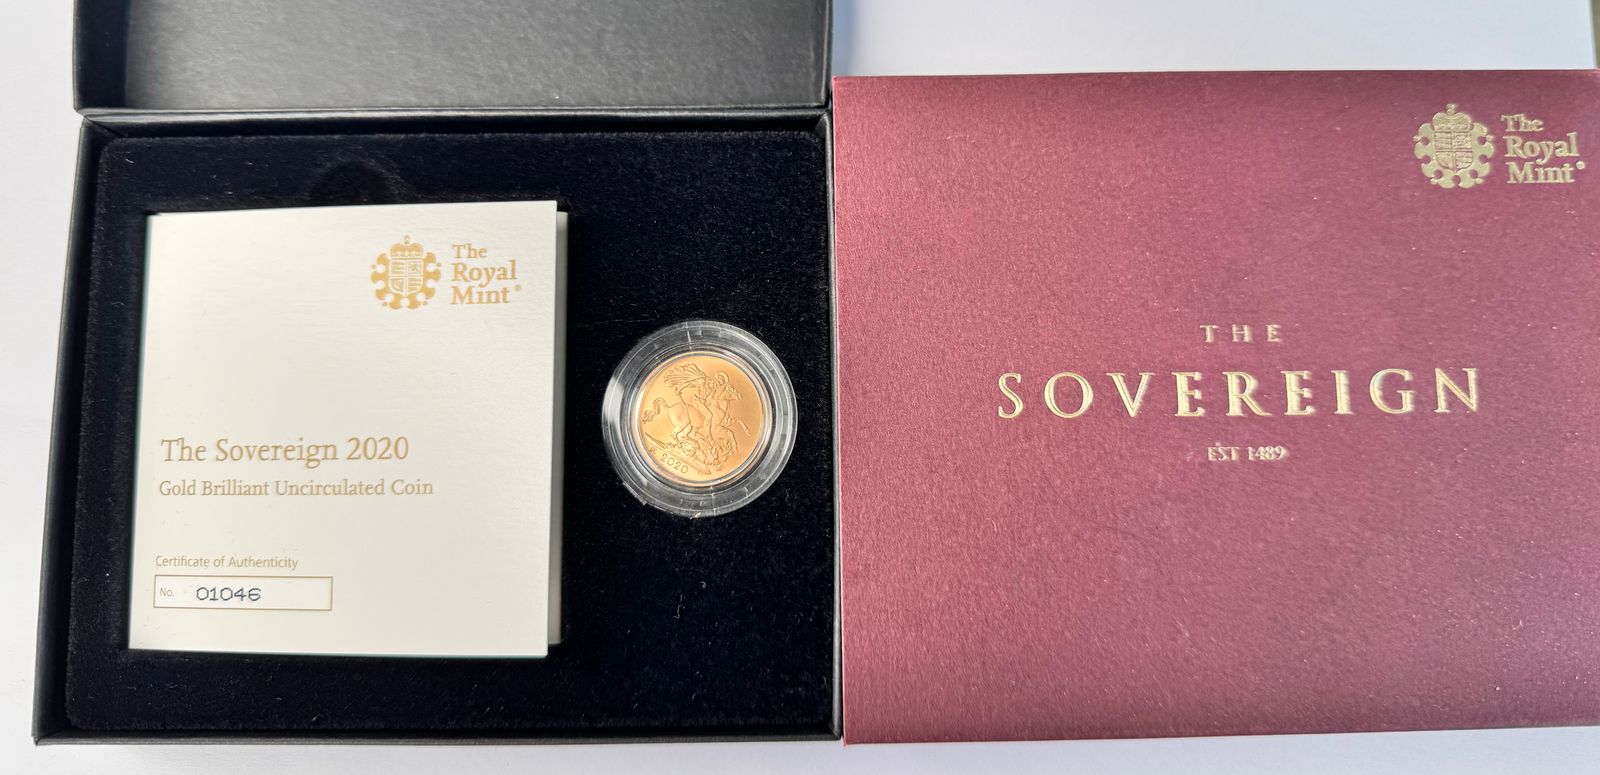 The
Royal
Mint®
The Sovereign 2020
Gold Brilliant Uncirculated Coin
Certificate of Authenticity
No. 01046
2020
The
Royal
Mint®
THE
SOVEREIGN
EST 1489